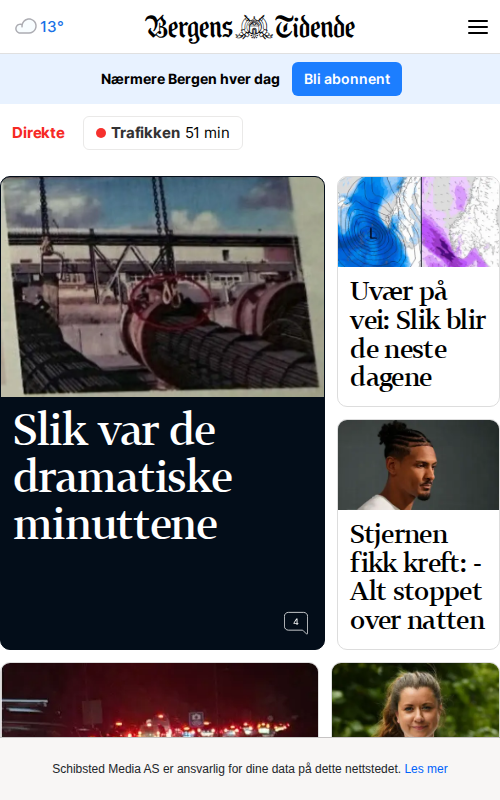 13°
Bergens Tidende
Nærmere Bergen hver dag
Bli abonnent
Direkte
Trafikken 51 min
L
Uvær på
vei: Slik blir
de neste
dagene
Slik var de
dramatiske
minuttene
4
Stjernen
fikk kreft: -
Alt stoppet
over natten
Schibsted Media AS er ansvarlig for dine data på dette nettstedet. Les mer